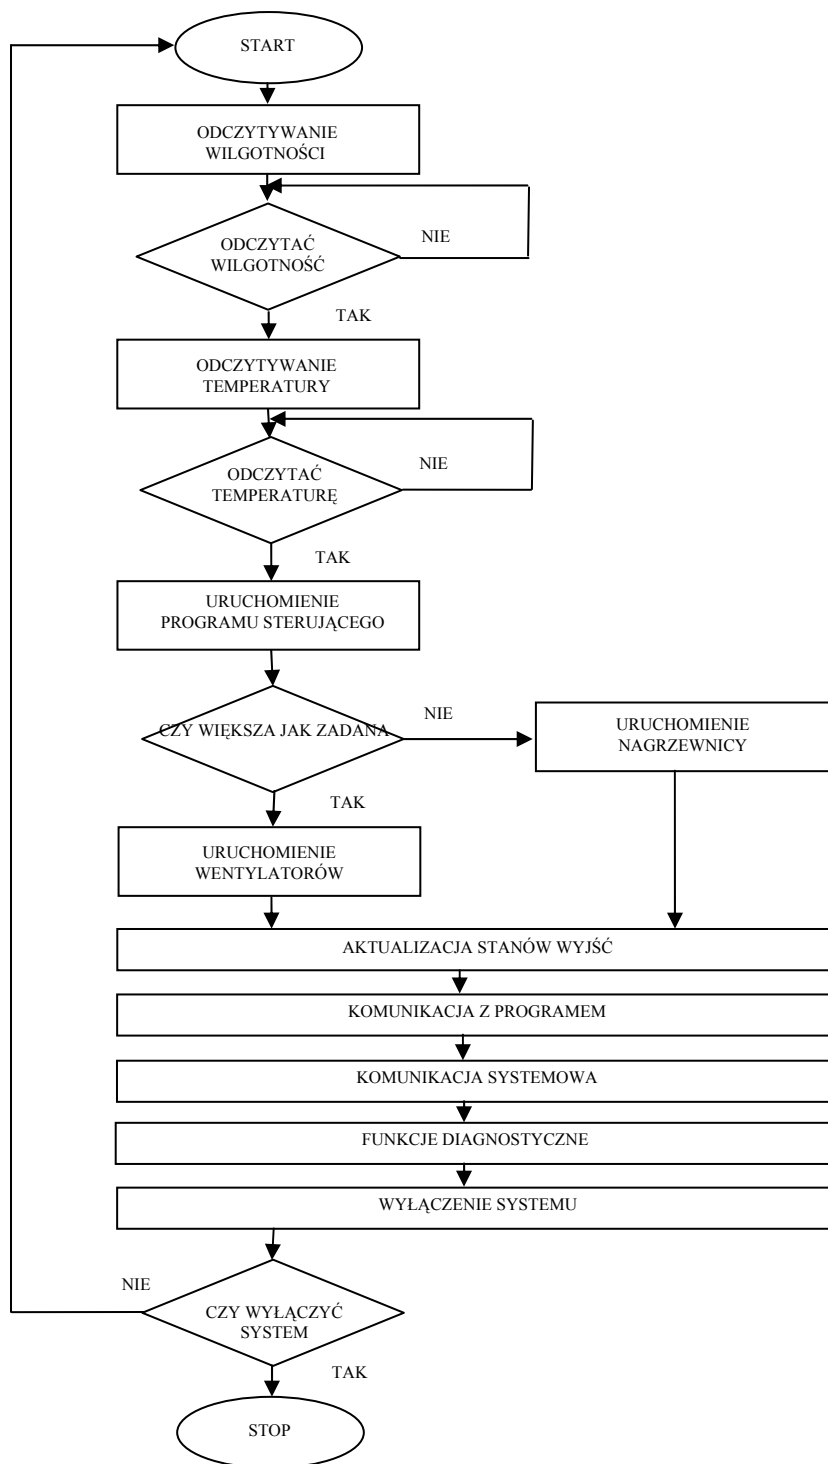 START
ODCZYTYWANIE
WILGOTNOŚCI
ODCZYTAĆ
WILGOTNOŚĆ
NIE
TAK
ODCZYTYWANIE
TEMPERATURY
ODCZYTAĆ
TEMPERATURĘ
NIE
TAK
URUCHOMIENIE
PROGRAMU STERUJĄCEGO
CZY WIĘKSZA JAK ZADANA
NIE
URUCHOMIENIE
NAGRZEWNICY
TAK
URUCHOMIENIE
WENTYLATORÓW
AKTUALIZACJA STANÓW WYJŚĆ
KOMUNIKACJA Z PROGRAMEM
KOMUNIKACJA SYSTEMOWA
FUNKCJE DIAGNOSTYCZNE
WYŁĄCZENIE SYSTEMU
NIE
CZY WYŁĄCZYĆ
SYSTEM
TAK
STOP